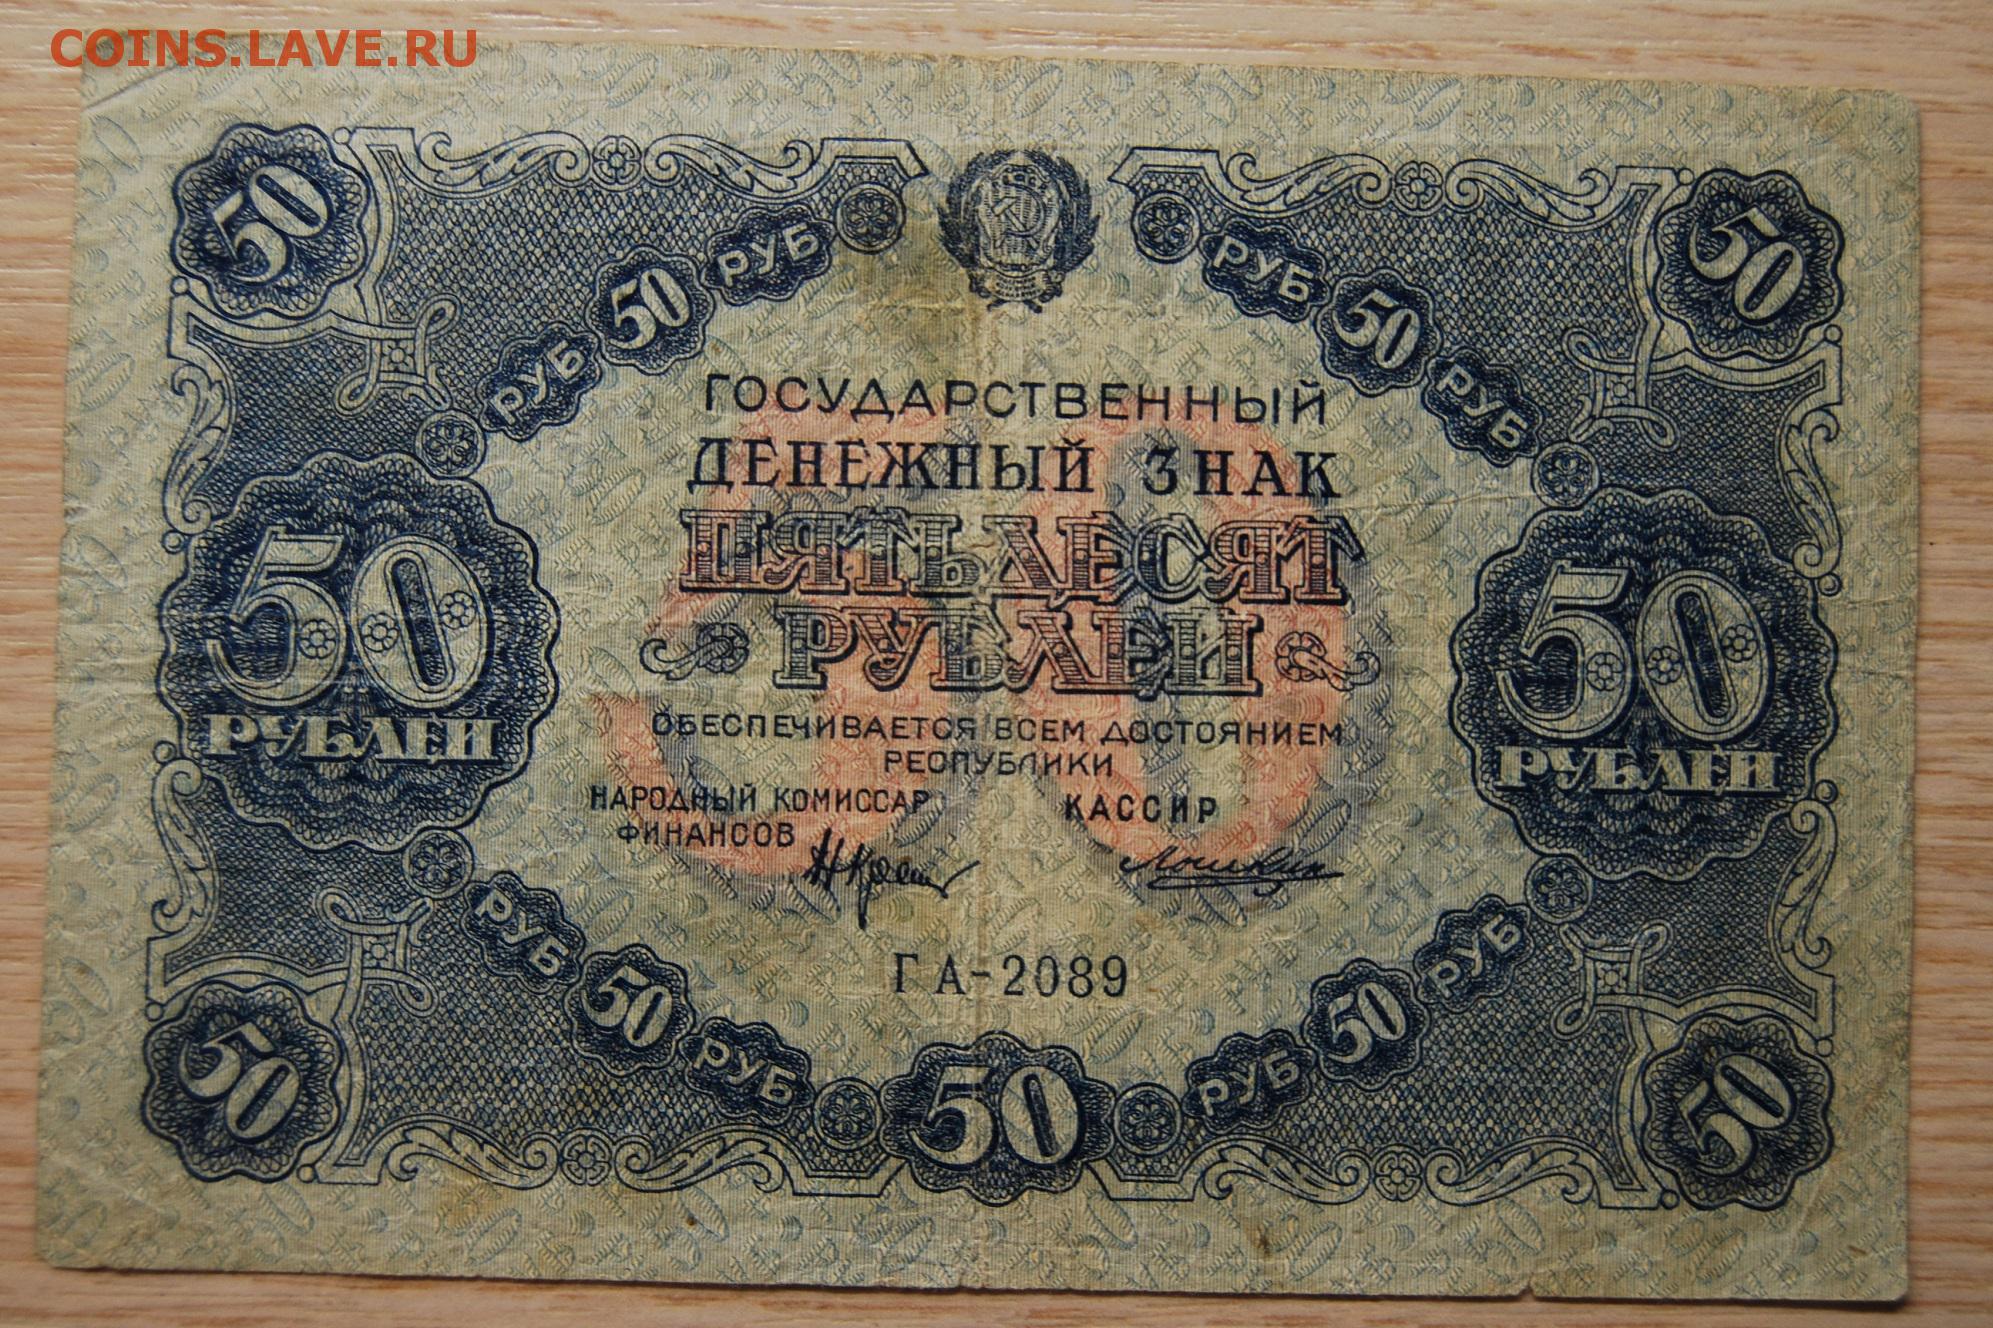 COINS.LAVE.RU
50 50
РУБ 50 РУБ РУБ 50 РУБ
ГОСУДАРСТВЕННЫЙ
ДЕНЕЖНЫЙ ЗНАК
ПЯТЬДЕСЯТ
РУБЛЕЙ
50 РУБЛЕЙ
50 РУБЛЕЙ
ОБЕСПЕЧИВАЕТСЯ ВСЕМ ДОСТОЯНИЕМ
РЕСПУБЛИКИ
НАРОДНЫЙ КОМИССАР
ФИНАНСОВ
КАССИР
ГА-2089
РУБ 50 РУБ РУБ 50 РУБ
50 50 50